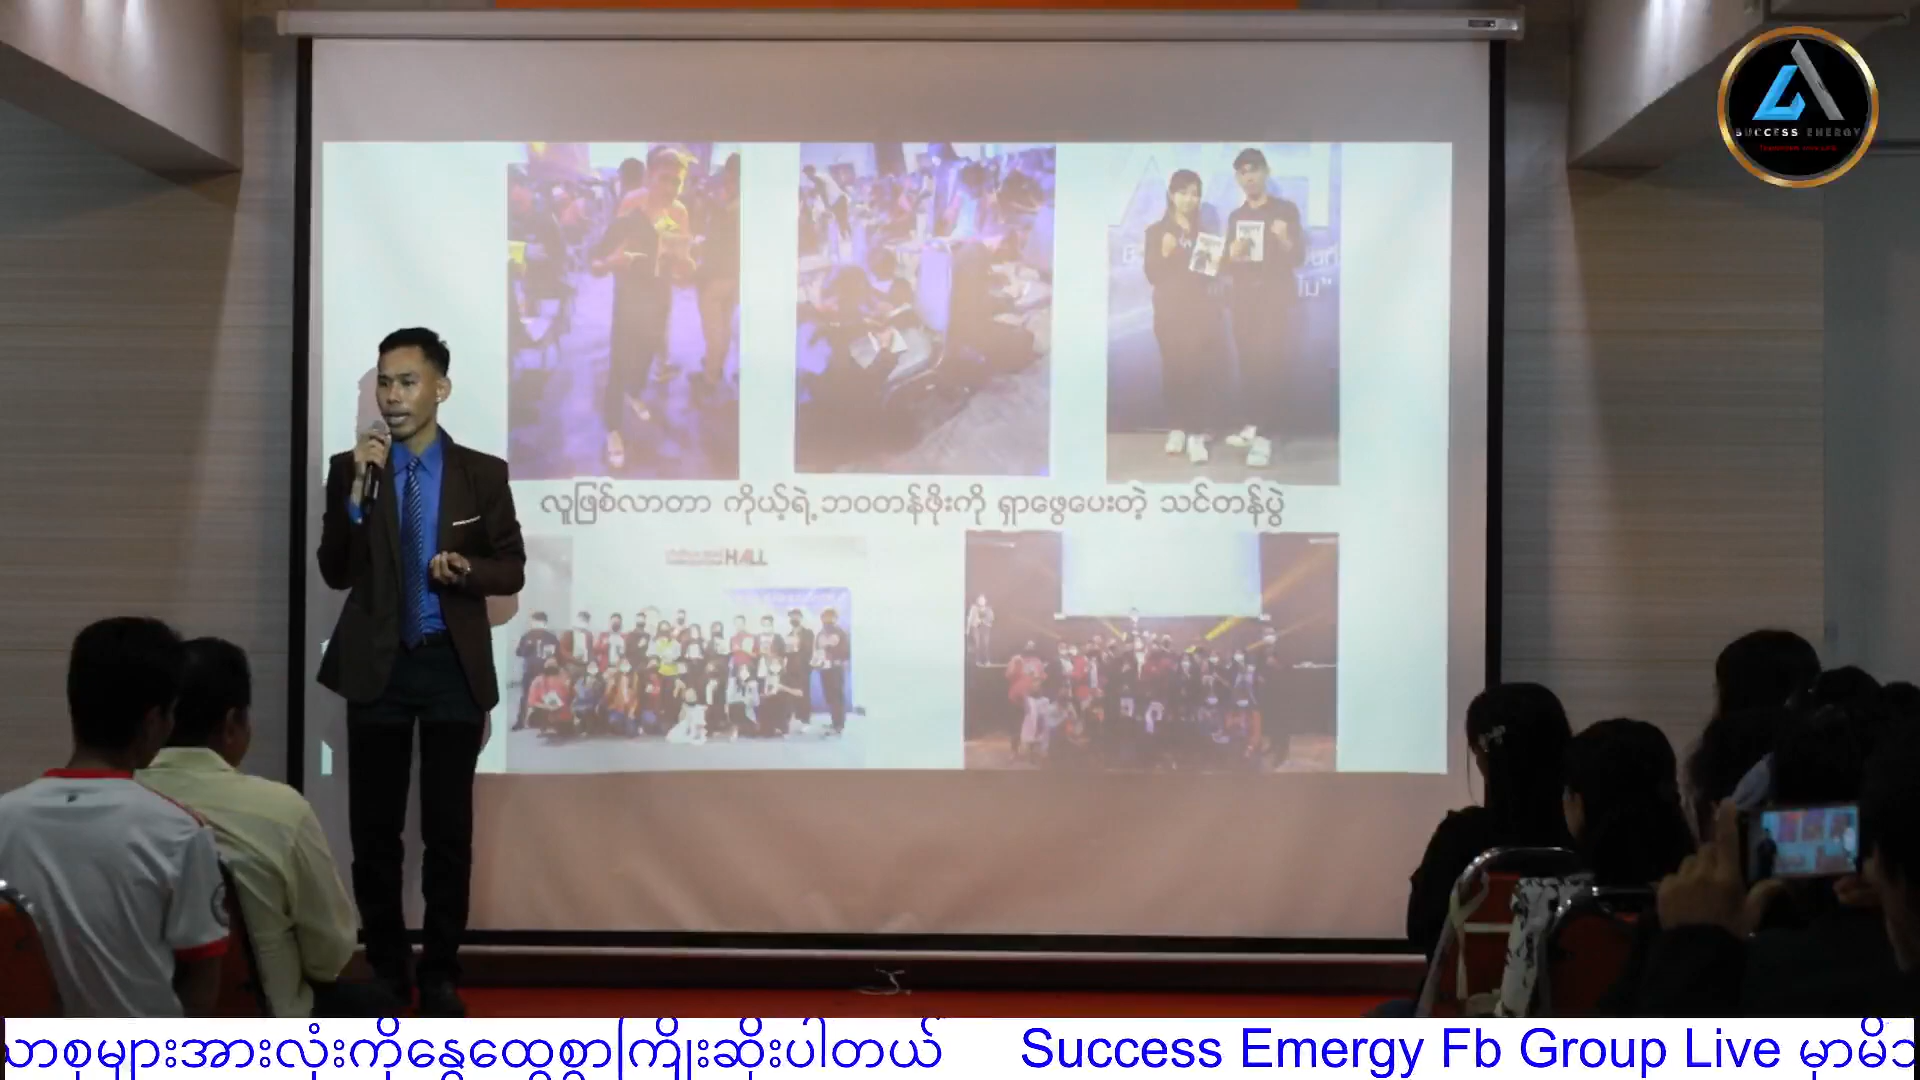 SUCCESS ENERGY
လူဖြစ်လာတာ ကိုယ့်ရဲ့ဘဝတန်ဖိုးကို ရှာဖွေပေးတဲ့ သင်တန်ပွဲ
HALL
သာစုများအားလုံးကိုနွေထွေစွာကြိုးဆိုးပါတယ် Success Emergy Fb Group Live မှာမိသ